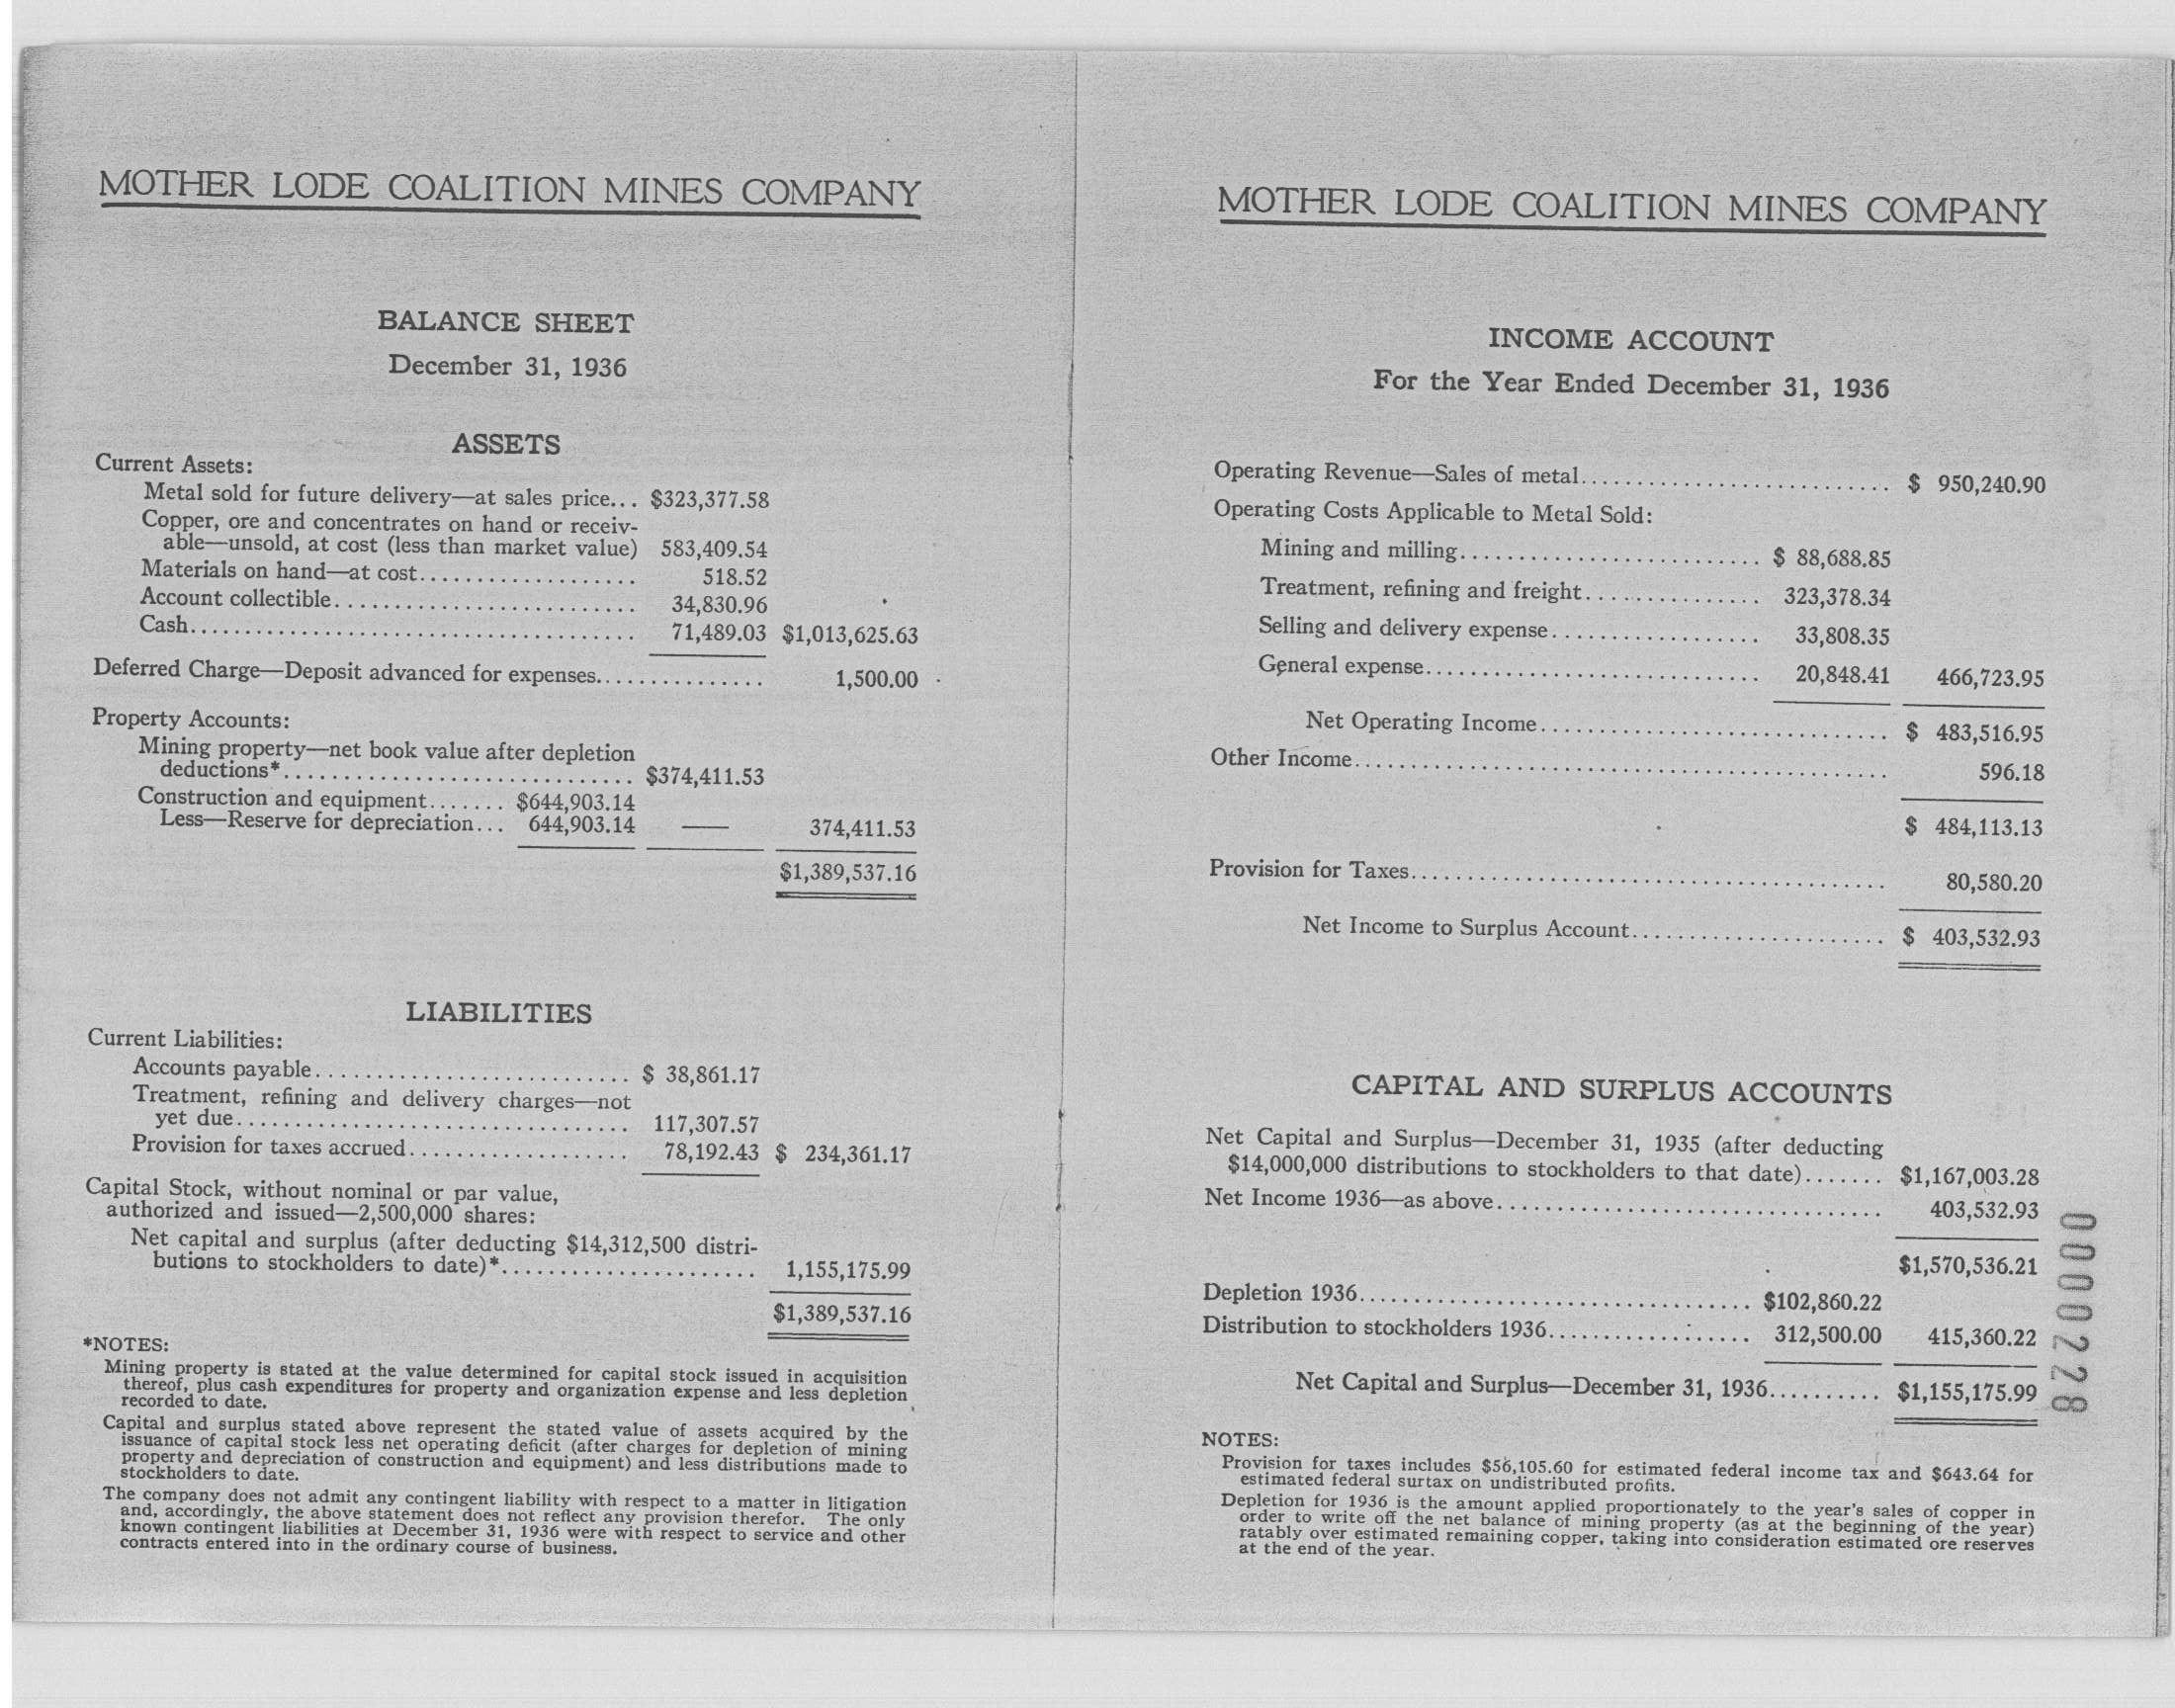 MOTHER LODE COALITION MINES COMPANY
BALANCE SHEET
December 31, 1936
ASSETS
Current Assets:
Metal sold for future delivery—at sales price... $323,377.58
Copper, ore and concentrates on hand or receiv-
able—unsold, at cost (less than market value) 583,409.54
Materials on hand—at cost.................. 518.52
Account collectible......................... 34,830.96
Cash..................................... 71,489.03 $1,013,625.63
Deferred Charge—Deposit advanced for expenses.............. 1,500.00
Property Accounts:
Mining property—net book value after depletion
deductions*............................. $374,411.53
Construction and equipment....... $644,903.14
Less—Reserve for depreciation... 644,903.14 — 374,411.53
$1,389,537.16
LIABILITIES
Current Liabilities:
Accounts payable.......................... $ 38,861.17
Treatment, refining and delivery charges—not
yet due................................. 117,307.57
Provision for taxes accrued.................. 78,192.43 $ 234,361.17
Capital Stock, without nominal or par value,
authorized and issued—2,500,000 shares:
Net capital and surplus (after deducting $14,312,500 distri-
butions to stockholders to date)*..................... 1,155,175.99
$1,389,537.16
*NOTES:
Mining property is stated at the value determined for capital stock issued in acquisition
thereof, plus cash expenditures for property and organization expense and less depletion
recorded to date.
Capital and surplus stated above represent the stated value of assets acquired by the
issuance of capital stock less net operating deficit (after charges for depletion of mining
property and depreciation of construction and equipment) and less distributions made to
stockholders to date.
The company does not admit any contingent liability with respect to a matter in litigation
and, accordingly, the above statement does not reflect any provision therefor. The only
known contingent liabilities at December 31, 1936 were with respect to service and other
contracts entered into in the ordinary course of business.
MOTHER LODE COALITION MINES COMPANY
INCOME ACCOUNT
For the Year Ended December 31, 1936
Operating Revenue—Sales of metal........................... $ 950,240.90
Operating Costs Applicable to Metal Sold:
Mining and milling.......................... $ 88,688.85
Treatment, refining and freight............... 323,378.34
Selling and delivery expense.................. 33,808.35
General expense............................. 20,848.41 466,723.95
Net Operating Income.............................. $ 483,516.95
Other Income.............................................. 596.18
$ 484,113.13
Provision for Taxes......................................... 80,580.20
Net Income to Surplus Account...................... $ 403,532.93
CAPITAL AND SURPLUS ACCOUNTS
Net Capital and Surplus—December 31, 1935 (after deducting
$14,000,000 distributions to stockholders to that date)....... $1,167,003.28
Net Income 1936—as above................................. 403,532.93
$1,570,536.21
Depletion 1936.................................. $102,860.22
Distribution to stockholders 1936.................. 312,500.00 415,360.22
Net Capital and Surplus—December 31, 1936.......... $1,155,175.99
NOTES:
Provision for taxes includes $56,105.60 for estimated federal income tax and $643.64 for
estimated federal surtax on undistributed profits.
Depletion for 1936 is the amount applied proportionately to the year's sales of copper in
order to write off the net balance of mining property (as at the beginning of the year)
ratably over estimated remaining copper, taking into consideration estimated ore reserves
at the end of the year.
0000228